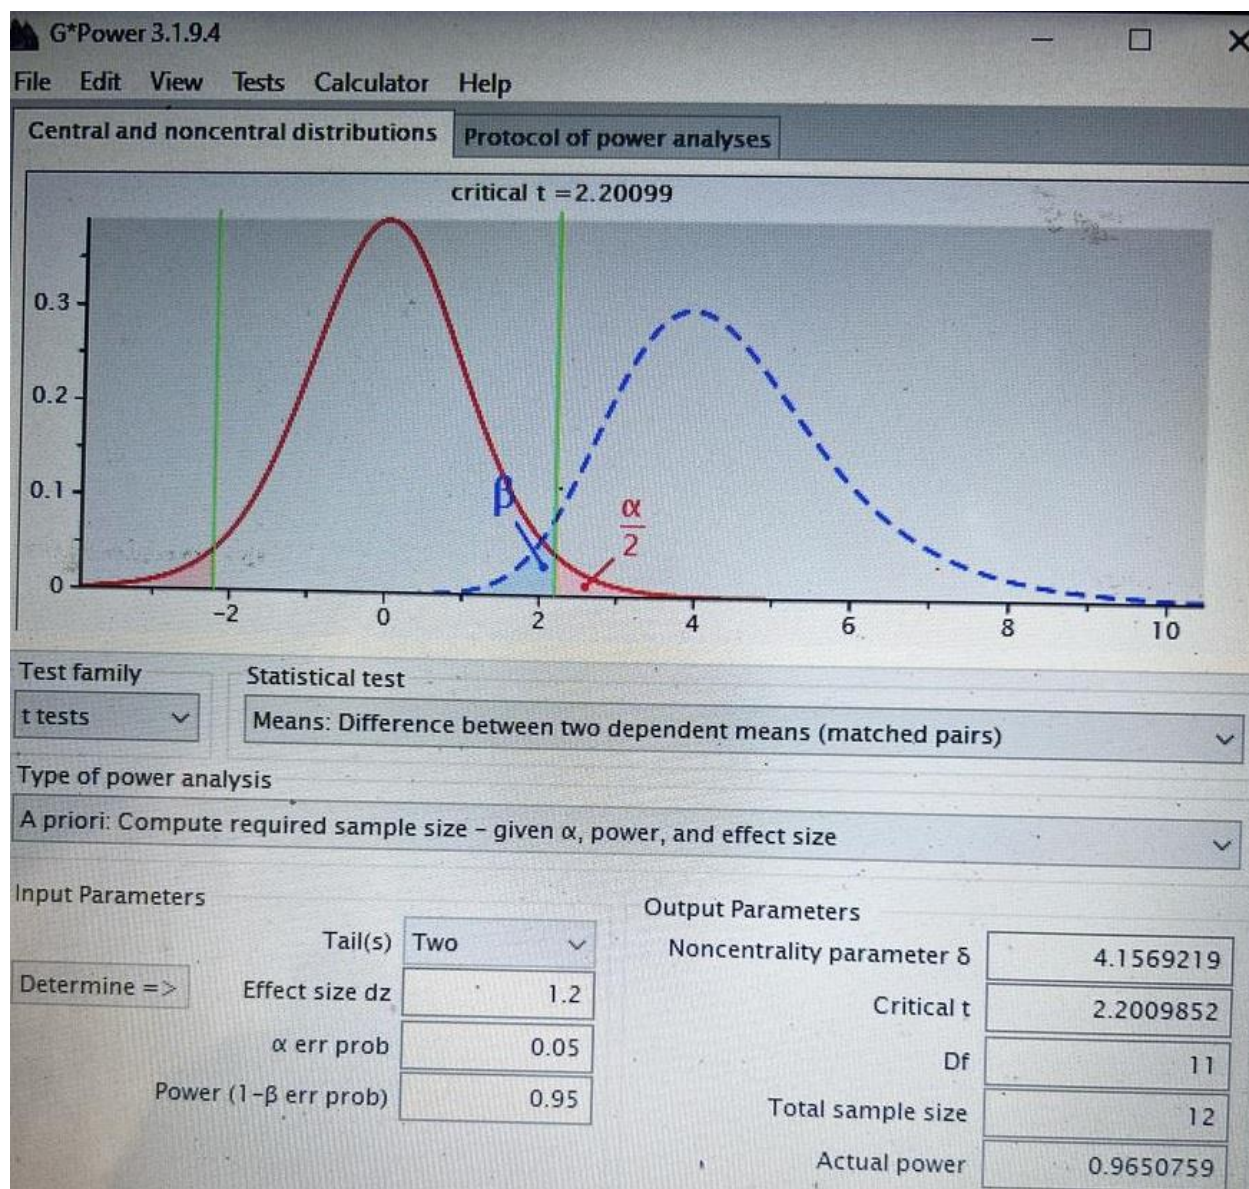 G*Power 3.1.9.4
File Edit View Tests Calculator Help
Central and noncentral distributions Protocol of power analyses
critical t =2.20099
0.3
0.2
0.1
0
β
α
2
-2 0 2 4 6 8 10
Test family Statistical test
t tests Means: Difference between two dependent means (matched pairs)
Type of power analysis
A priori: Compute required sample size – given α, power, and effect size
Input Parameters Output Parameters
Tail(s) Two Noncentrality parameter δ 4.1569219
Determine => Effect size dz 1.2 Critical t 2.2009852
α err prob 0.05 Df 11
Power (1-β err prob) 0.95 Total sample size 12
Actual power 0.9650759